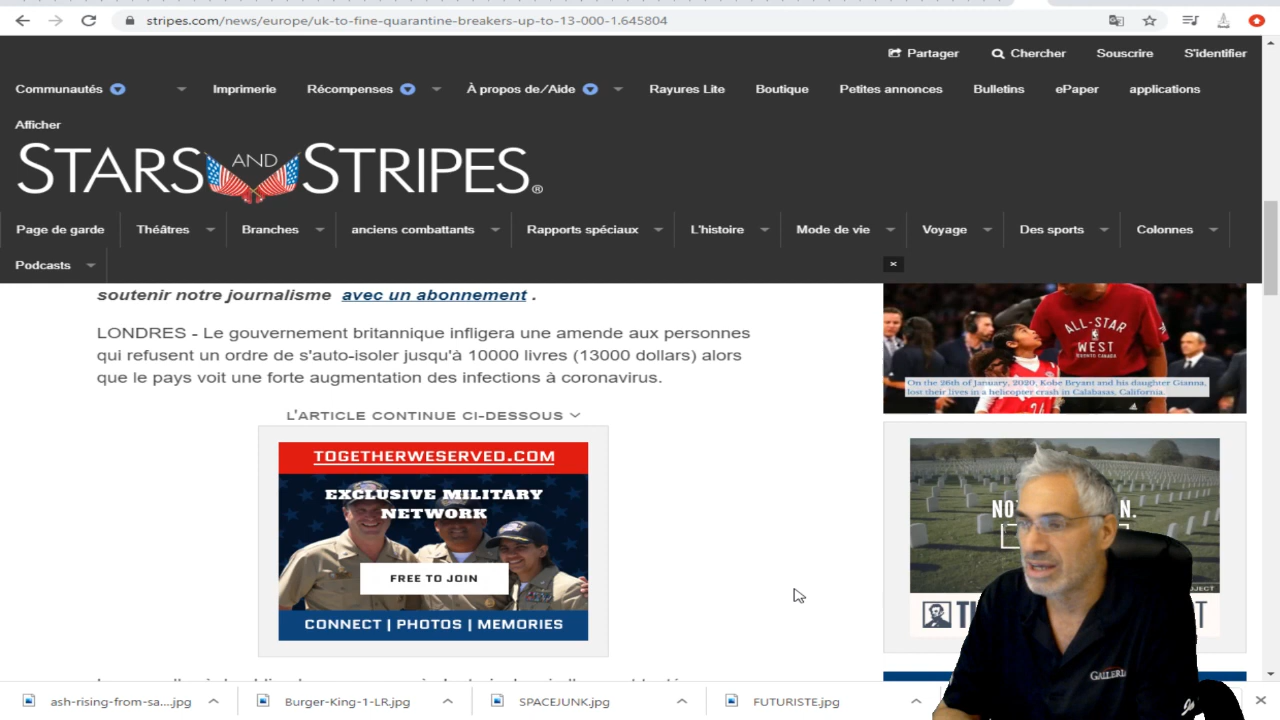 stripes.com/news/europe/uk-to-fine-quarantine-breakers-up-to-13-000-1.645804
Partager Chercher Souscrire S'identifier
Communautés Imprimerie Récompenses À propos de/Aide Rayures Lite Boutique Petites annonces Bulletins ePaper applications
Afficher
STARS AND STRIPES®
Page de garde Théâtres Branches anciens combattants Rapports spéciaux L'histoire Mode de vie Voyage Des sports Colonnes
Podcasts
soutenir notre journalisme avec un abonnement .
LONDRES - Le gouvernement britannique infligera une amende aux personnes
qui refusent un ordre de s'auto-isoler jusqu'à 10000 livres (13000 dollars) alors
que le pays voit une forte augmentation des infections à coronavirus.
L'ARTICLE CONTINUE CI-DESSOUS
TOGETHERWESERVED.COM
EXCLUSIVE MILITARY
NETWORK
FREE TO JOIN
CONNECT | PHOTOS | MEMORIES
ALL-STAR
WEST
On the 26th of January, 2020, Kobe Bryant and his daughter Gianna,
lost their lives in a helicopter crash in Calabasas, California.
ash-rising-from-sa....jpg Burger-King-1-LR.jpg SPACEJUNK.jpg FUTURISTE.jpg